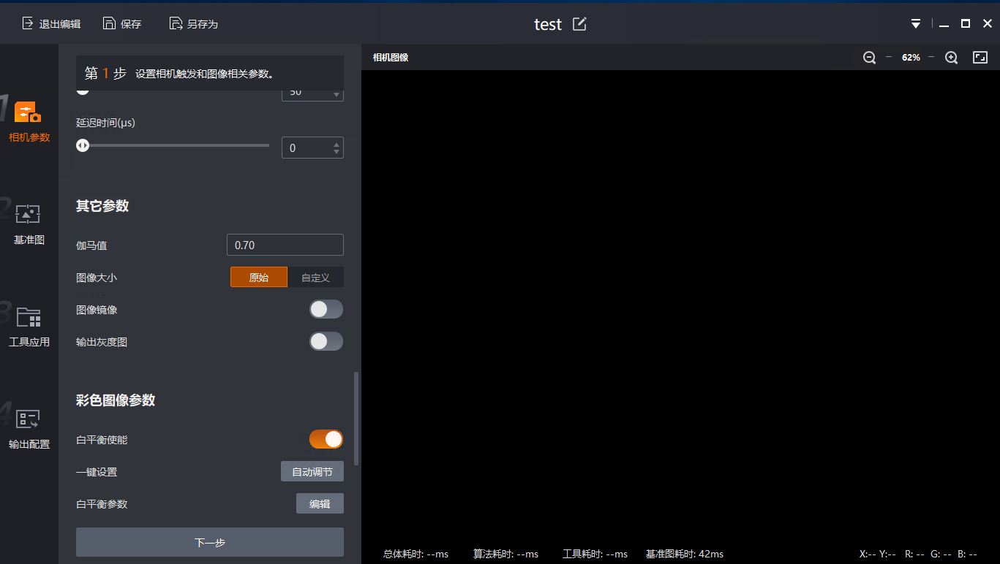 退出编辑 保存 另存为 test
相机图像 62%
第 1 步 设置相机触发和图像相关参数。
50
延迟时间(μs)
0
1
相机参数
其它参数
2
基准图
伽马值 0.70
图像大小 原始 自定义
图像镜像
3
输出灰度图
工具应用
彩色图像参数
4
白平衡使能
输出配置
一键设置 自动调节
白平衡参数 编辑
下一步
总体耗时: --ms 算法耗时: --ms 工具耗时: --ms 基准图耗时: 42ms X:-- Y:-- R: -- G: -- B: --